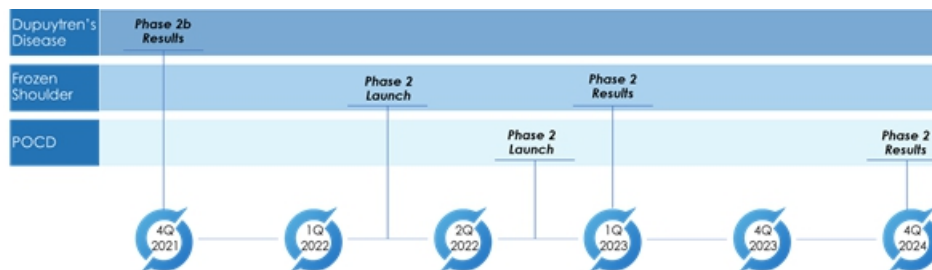 Dupuytren's
Disease
Phase 2b
Results
Frozen
Shoulder
Phase 2
Launch
Phase 2
Results
POCD
Phase 2
Launch
Phase 2
Results
4Q
2021
1Q
2022
2Q
2022
1Q
2023
4Q
2023
4Q
2024